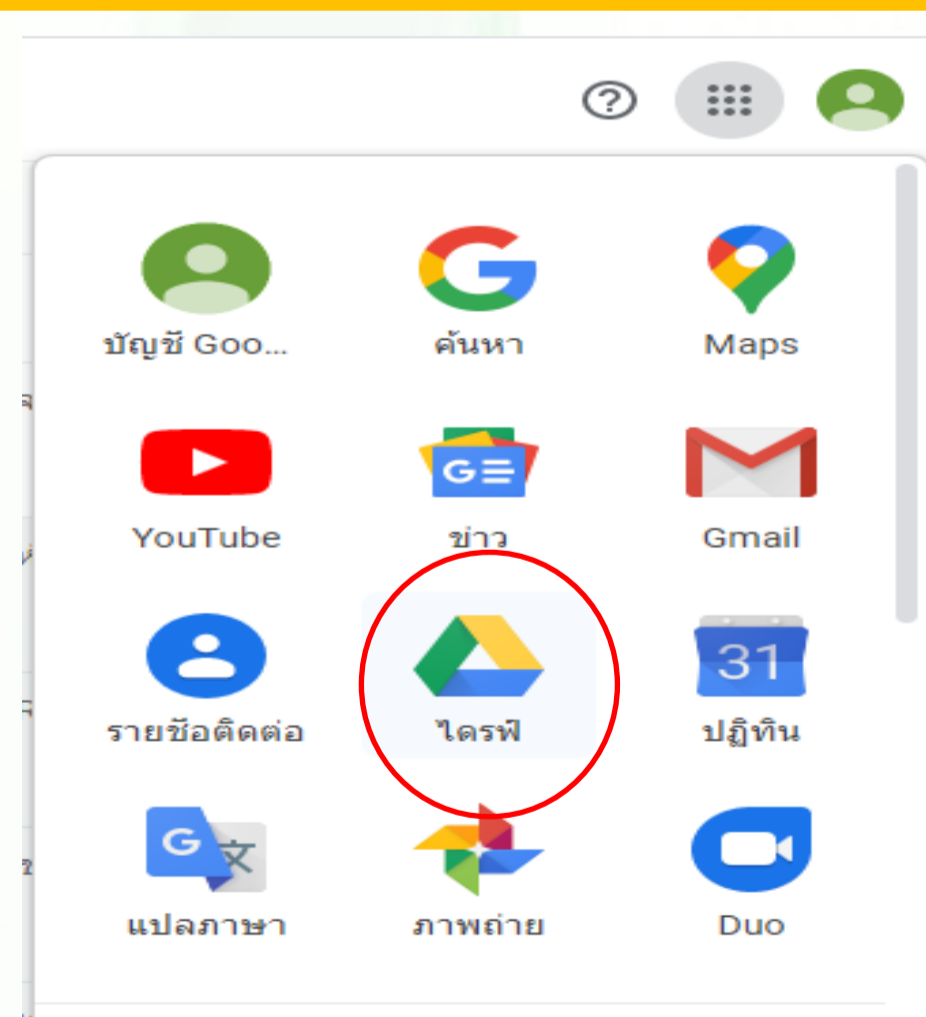 บัญชี Goo...
ค้นหา
Maps
G
YouTube
ข่าว
Gmail
31
รายชื่อติดต่อ
ไดรฟ์
ปฏิทิน
G 文
แปลภาษา
ภาพถ่าย
Duo